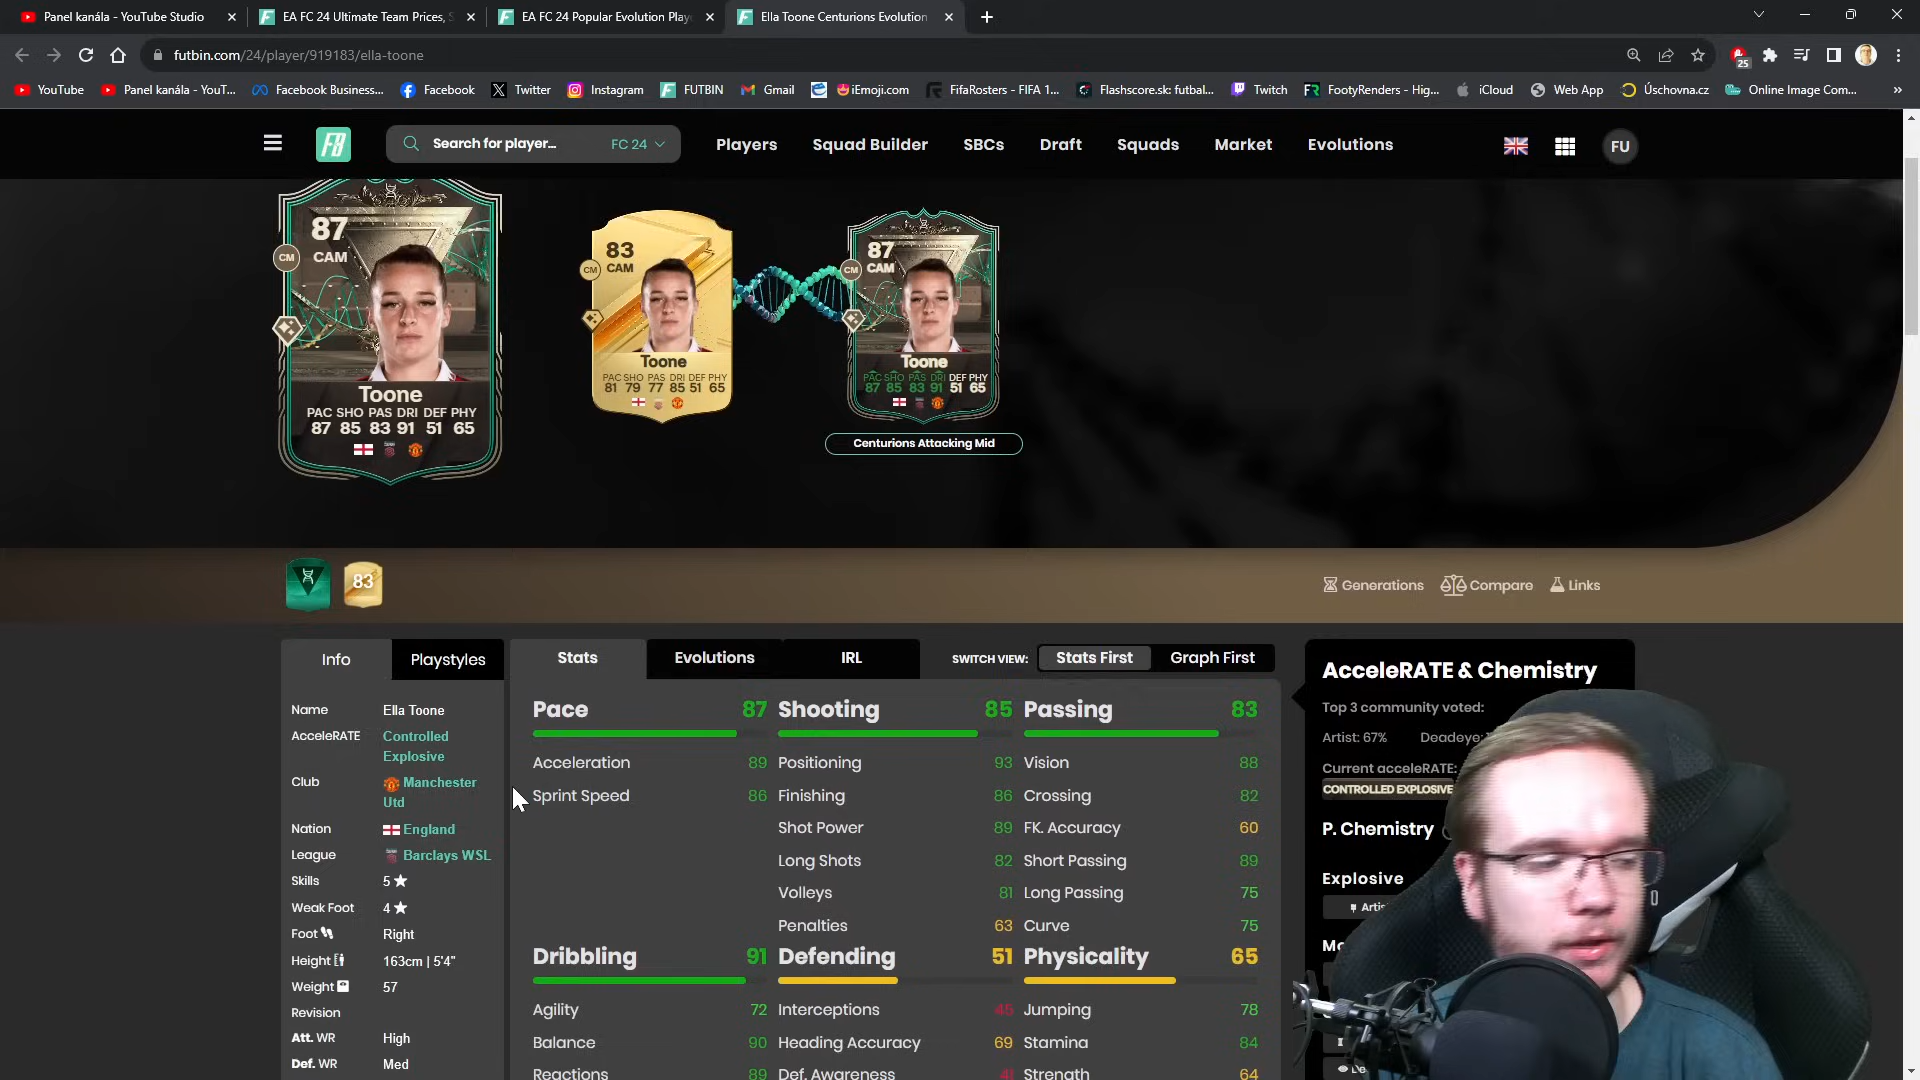 Panel kanála - YouTube Studio
EA FC 24 Ultimate Team Prices, S
EA FC 24 Popular Evolution Play
Ella Toone Centurions Evolution
futbin.com/24/player/919183/ella-toone
25
YouTube
Panel kanála - YouT...
Facebook Business...
Facebook
Twitter
Instagram
FUTBIN
Gmail
iEmoji.com
FifaRosters - FIFA 1...
Flashscore.sk: futbal...
Twitch
FootyRenders - Hig...
iCloud
Web App
Úschovna.cz
Online Image Com...
FB
Search for player...
FC 24
Players
Squad Builder
SBCs
Draft
Squads
Market
Evolutions
FU
87
CAM
CM
Toone
PAC SHO PAS DRI DEF PHY
87 85 83 91 51 65
83
CAM
CM
Toone
PAC SHO PAS DRI DEF PHY
81 79 77 85 51 65
87
CAM
CM
Toone
PAC SHO PAS DRI DEF PHY
87 85 83 91 51 65
Centurions Attacking Mid
83
Generations
Compare
Links
Info
Playstyles
Name Ella Toone
AcceleRATE Controlled
Explosive
Club Manchester
Utd
Nation England
League Barclays WSL
Skills 5
Weak Foot 4
Foot Right
Height 163cm | 5'4"
Weight 57
Revision
Att. WR High
Def. WR Med
Stats
Evolutions
IRL
SWITCH VIEW:
Stats First
Graph First
Pace 87
Acceleration 89
Sprint Speed 86
Shooting 85
Positioning 93
Finishing 86
Shot Power 89
Long Shots 82
Volleys 81
Penalties 63
Passing 83
Vision 88
Crossing 82
FK. Accuracy 60
Short Passing 89
Long Passing 75
Curve 75
Dribbling 91
Agility 72
Balance 90
Reactions 89
Defending 51
Interceptions 45
Heading Accuracy 69
Def. Awareness 41
Physicality 65
Jumping 78
Stamina 84
Strength 64
AcceleRATE & Chemistry
Top 3 community voted:
Artist: 67%
Current acceleRATE:
CONTROLLED EXPLOSIVE
P. Chemistry
Explosive